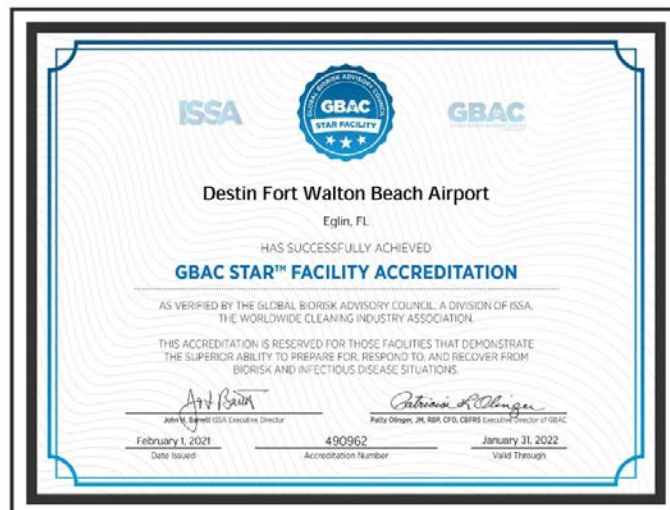 ISSA
GLOBAL BIORISK ADVISORY COUNCIL
GBAC
STAR FACILITY
GBAC
Destin Fort Walton Beach Airport
Eglin, FL
HAS SUCCESSFULLY ACHIEVED
GBAC STAR™ FACILITY ACCREDITATION
AS VERIFIED BY THE GLOBAL BIORISK ADVISORY COUNCIL, A DIVISION OF ISSA,
THE WORLDWIDE CLEANING INDUSTRY ASSOCIATION.
THIS ACCREDITATION IS RESERVED FOR THOSE FACILITIES THAT DEMONSTRATE
THE SUPERIOR ABILITY TO PREPARE FOR, RESPOND TO, AND RECOVER FROM
BIORISK AND INFECTIOUS DISEASE SITUATIONS.
Patricia L Olinger
John H. Barrett ISSA Executive Director
Patty Olinger, JM, RBP, CFO, CBFRS Executive Director of GBAC
February 1, 2021
490962
January 31, 2022
Date Issued
Accreditation Number
Valid Through